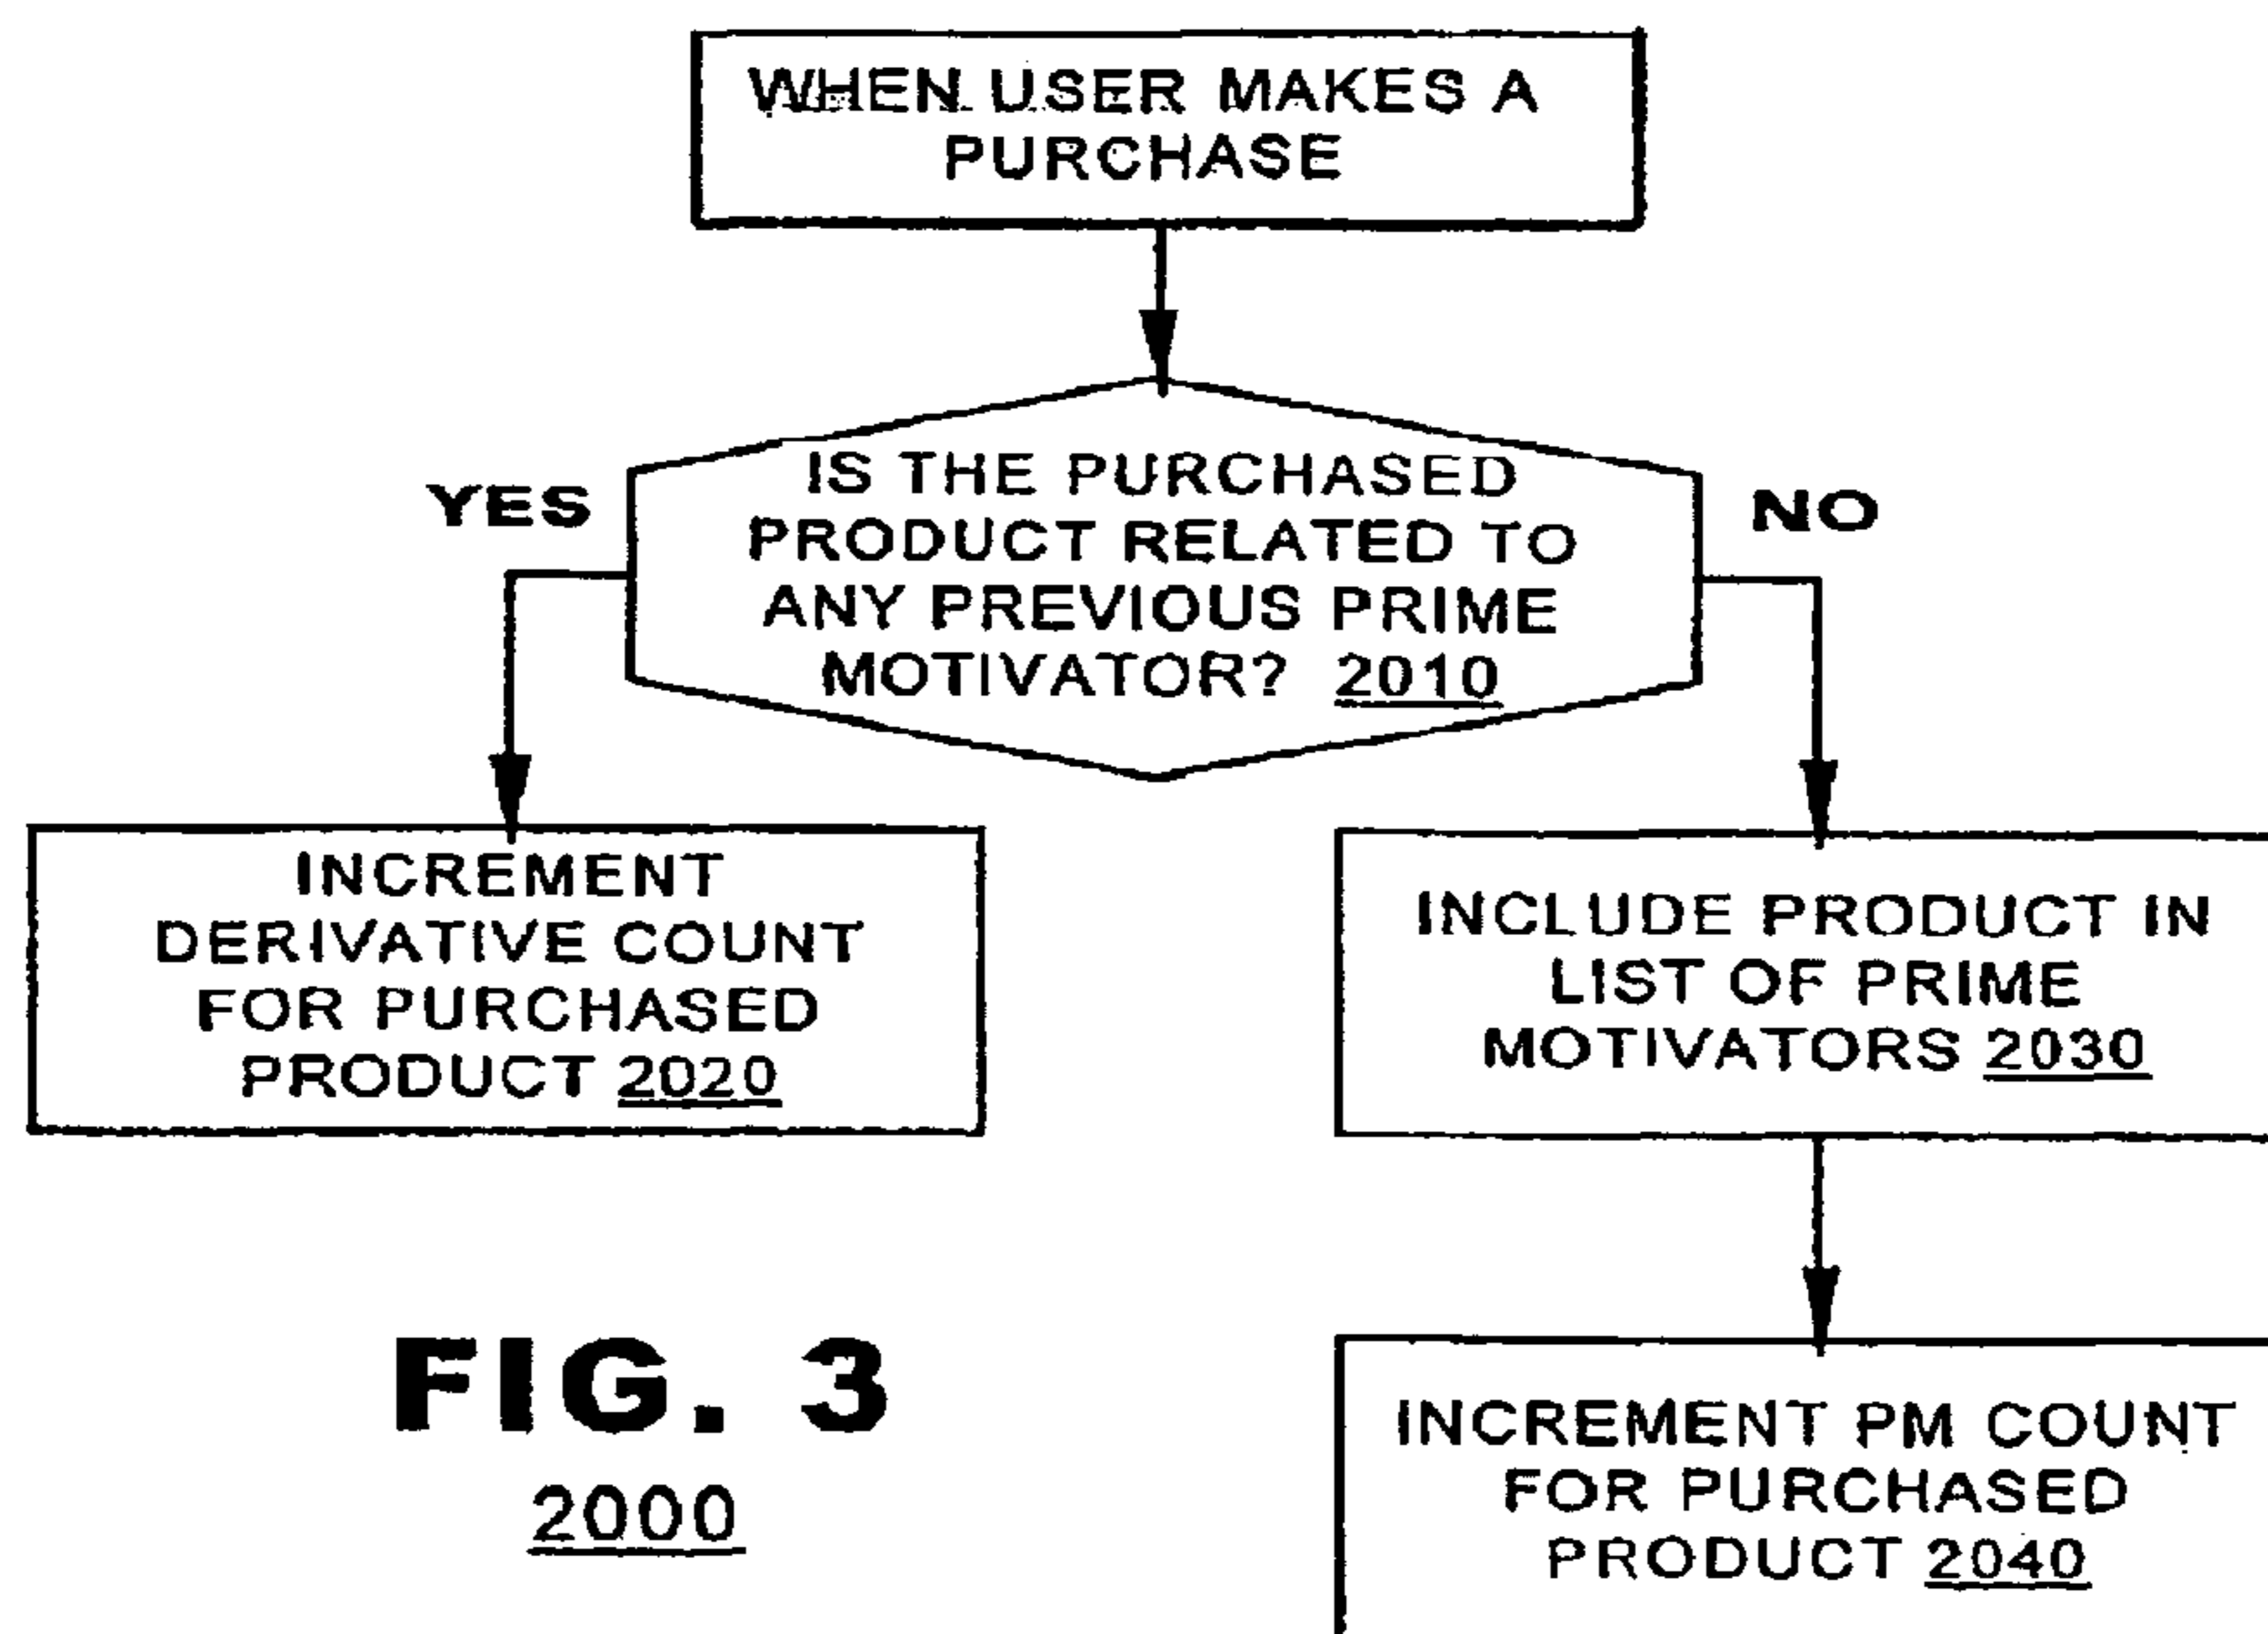 WHEN USER MAKES A
PURCHASE
IS THE PURCHASED
PRODUCT RELATED TO
ANY PREVIOUS PRIME
MOTIVATOR? 2010
YES
NO
INCREMENT
DERIVATIVE COUNT
FOR PURCHASED
PRODUCT 2020
INCLUDE PRODUCT IN
LIST OF PRIME
MOTIVATORS 2030
INCREMENT PM COUNT
FOR PURCHASED
PRODUCT 2040
FIG. 3
2000